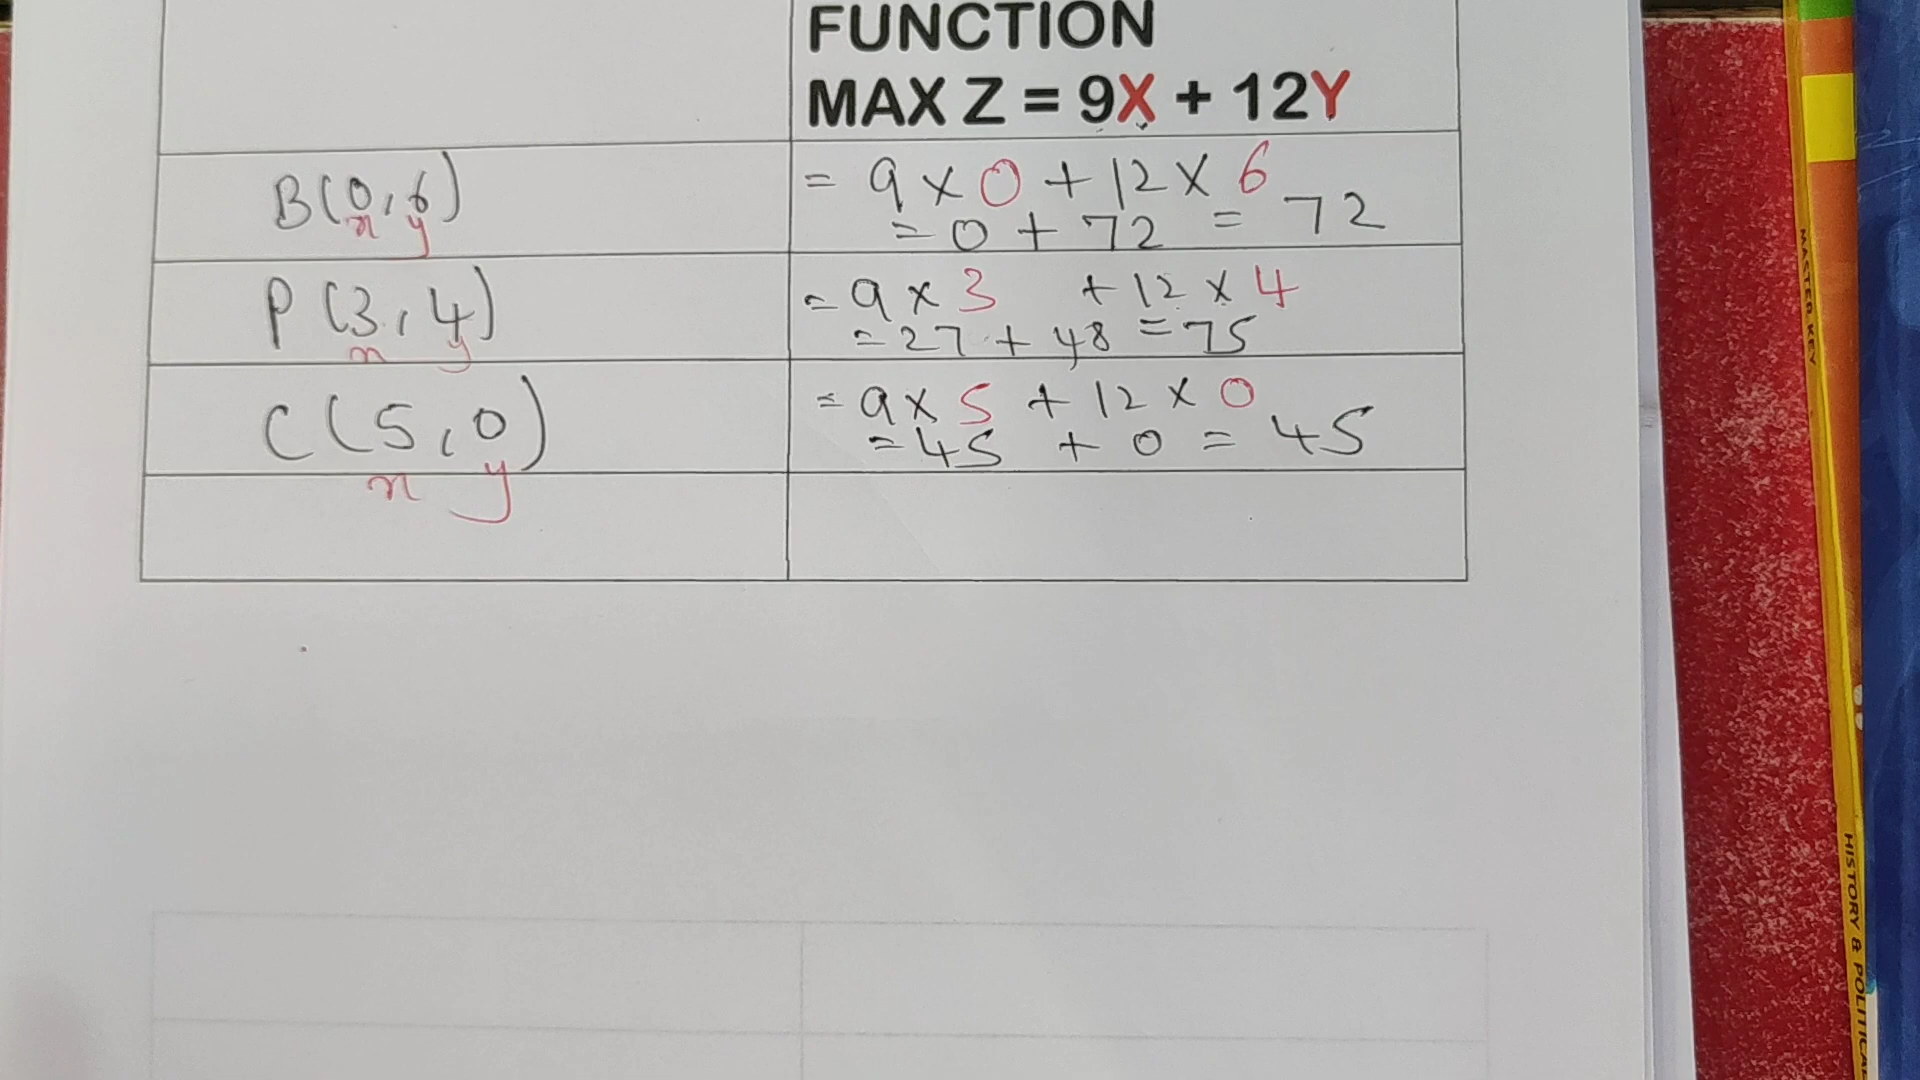 FUNCTION
MAX Z = 9X + 12Y
B(0,6)
x y
= 9 x 0 + 12 x 6
= 0 + 72 = 72
P(3,4)
x y
= 9 x 3 + 12 x 4
= 27 + 48 = 75
C(5,0)
x y
= 9 x 5 + 12 x 0
= 45 + 0 = 45
MASTER KEY
HISTORY & POLITICAL